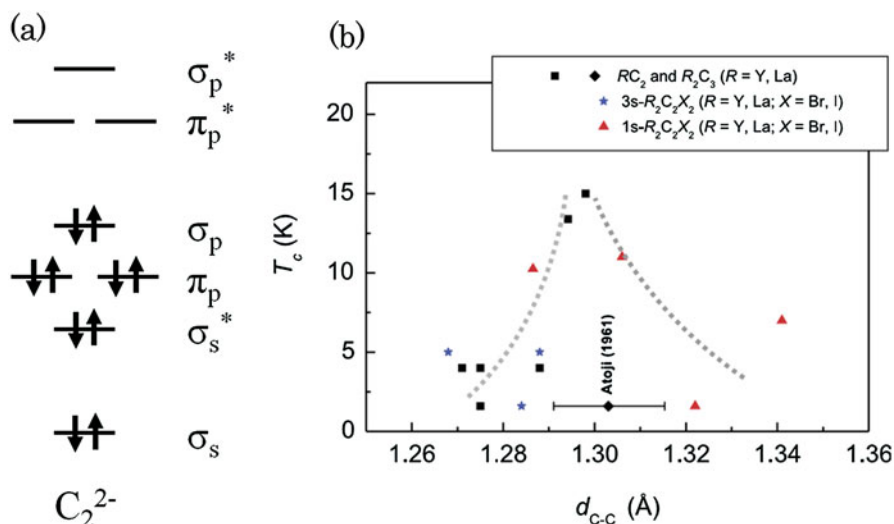 (a)
σp*
πp*
σp
πp
σs*
σs
C2 2-
(b)
RC2 and R2C3 (R = Y, La)
3s-R2C2X2 (R = Y, La; X = Br, I)
1s-R2C2X2 (R = Y, La; X = Br, I)
Tc (K)
20
15
10
5
0
Atoji (1961)
1.26 1.28 1.30 1.32 1.34 1.36
dC-C (Å)